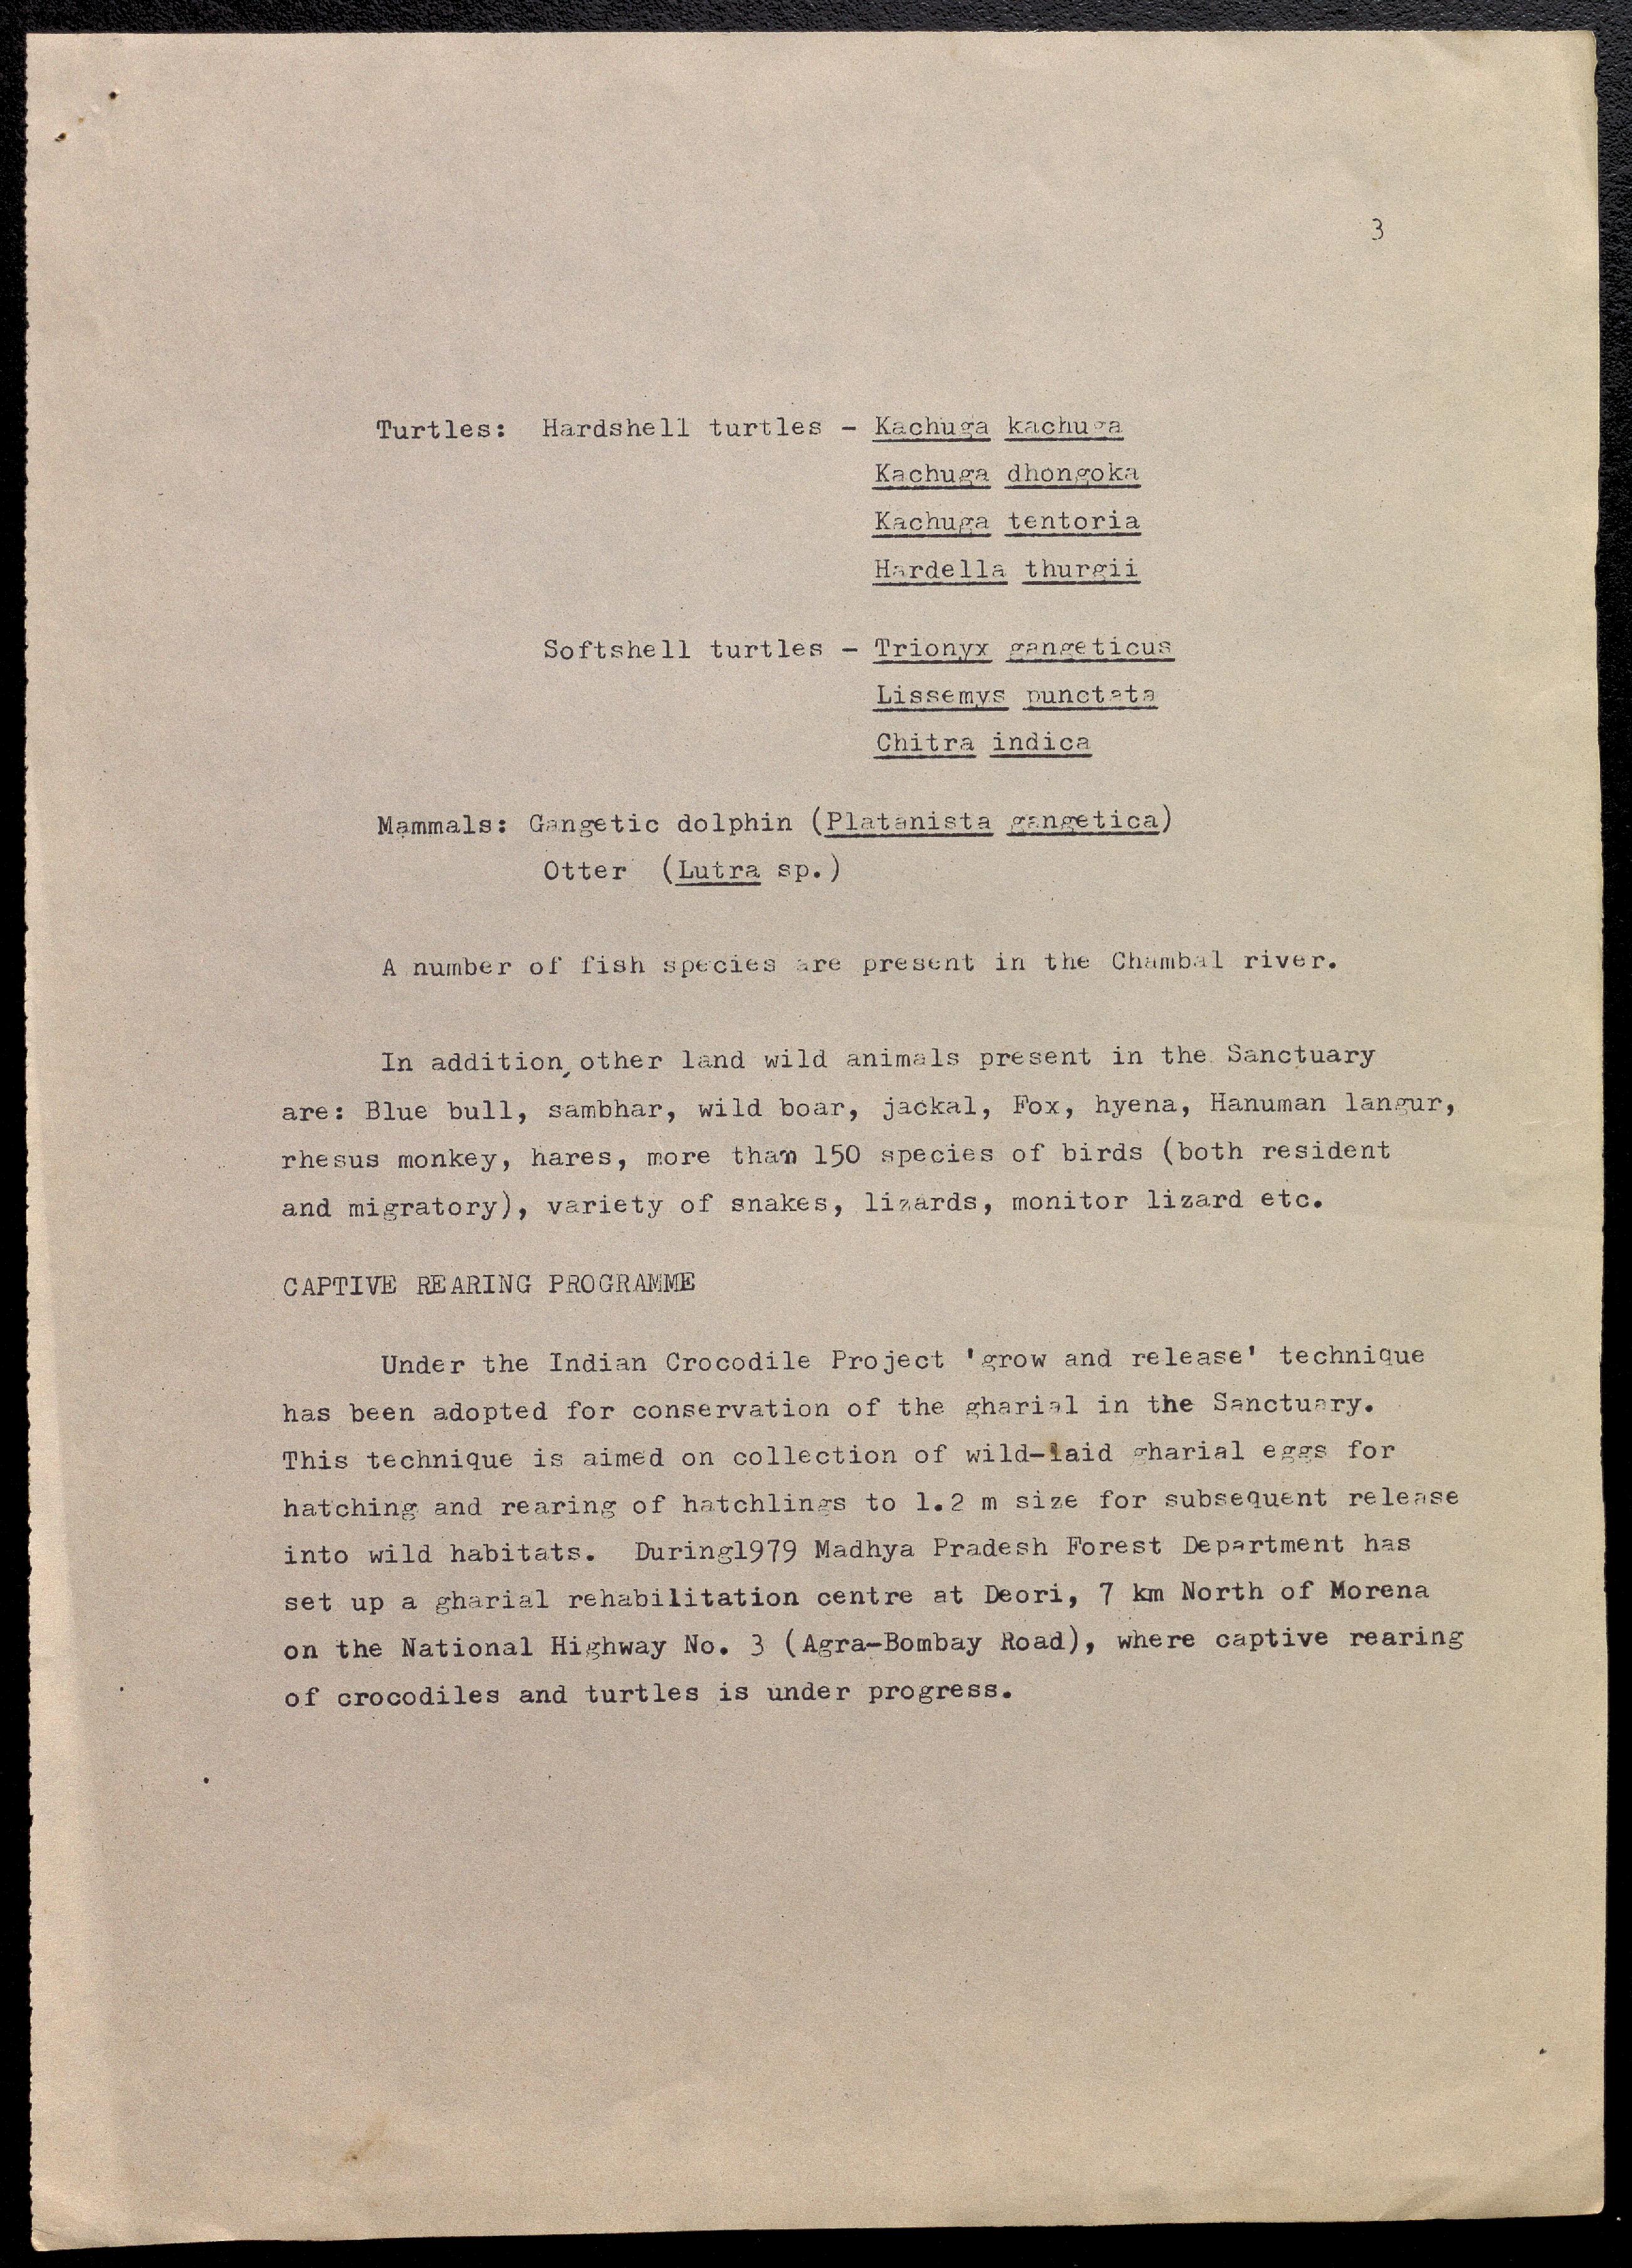 3
Turtles: Hardshell turtles - Kachuga kachuga
Kachuga dhongoka
Kachuga tentoria
Hardella thurgii
Softshell turtles - Trionyx gangeticus
Lissemys punctata
Chitra indica
Mammals: Gangetic dolphin (Platanista gangetica)
Otter (Lutra sp.)
A number of fish species are present in the Chambal river.
In addition, other land wild animals present in the Sanctuary
are: Blue bull, sambhar, wild boar, jackal, Fox, hyena, Hanuman langur,
rhesus monkey, hares, more than 150 species of birds (both resident
and migratory), variety of snakes, lizards, monitor lizard etc.
CAPTIVE REARING PROGRAMME
Under the Indian Crocodile Project 'grow and release' technique
has been adopted for conservation of the gharial in the Sanctuary.
This technique is aimed on collection of wild-laid gharial eggs for
hatching and rearing of hatchlings to 1.2 m size for subsequent release
into wild habitats. During1979 Madhya Pradesh Forest Department has
set up a gharial rehabilitation centre at Deori, 7 km North of Morena
on the National Highway No. 3 (Agra-Bombay Road), where captive rearing
of crocodiles and turtles is under progress.